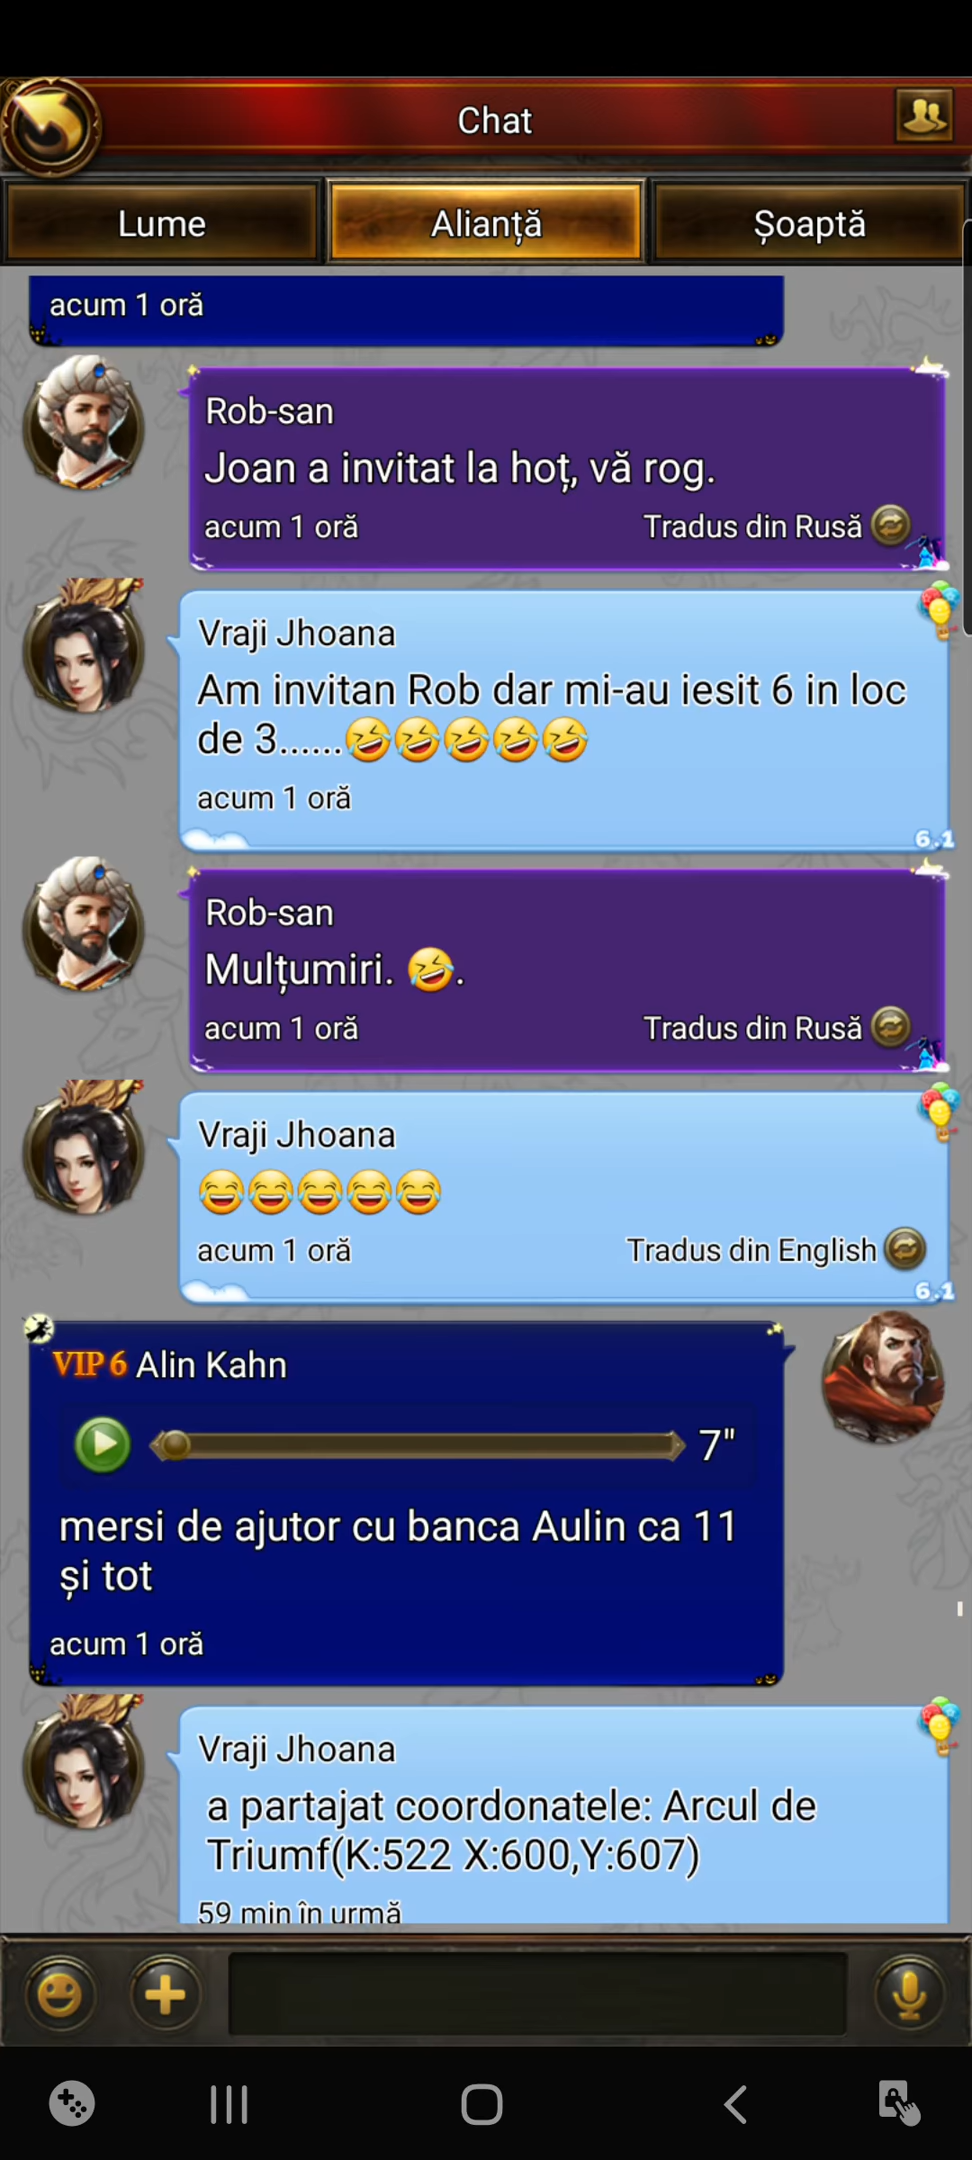 Chat
Lume
Alianță
Șoaptă
acum 1 oră
Rob-san
Joan a invitat la hoț, vă rog.
acum 1 oră
Tradus din Rusă
Vraji Jhoana
Am invitan Rob dar mi-au iesit 6 in loc
de 3......🤣🤣🤣🤣🤣
acum 1 oră
6.1
Rob-san
Mulțumiri. 🤣.
acum 1 oră
Tradus din Rusă
Vraji Jhoana
😂😂😂😂😂
acum 1 oră
Tradus din English
6.1
VIP 6 Alin Kahn
7"
mersi de ajutor cu banca Aulin ca 11
și tot
acum 1 oră
Vraji Jhoana
a partajat coordonatele: Arcul de
Triumf(K:522 X:600,Y:607)
59 min în urmă